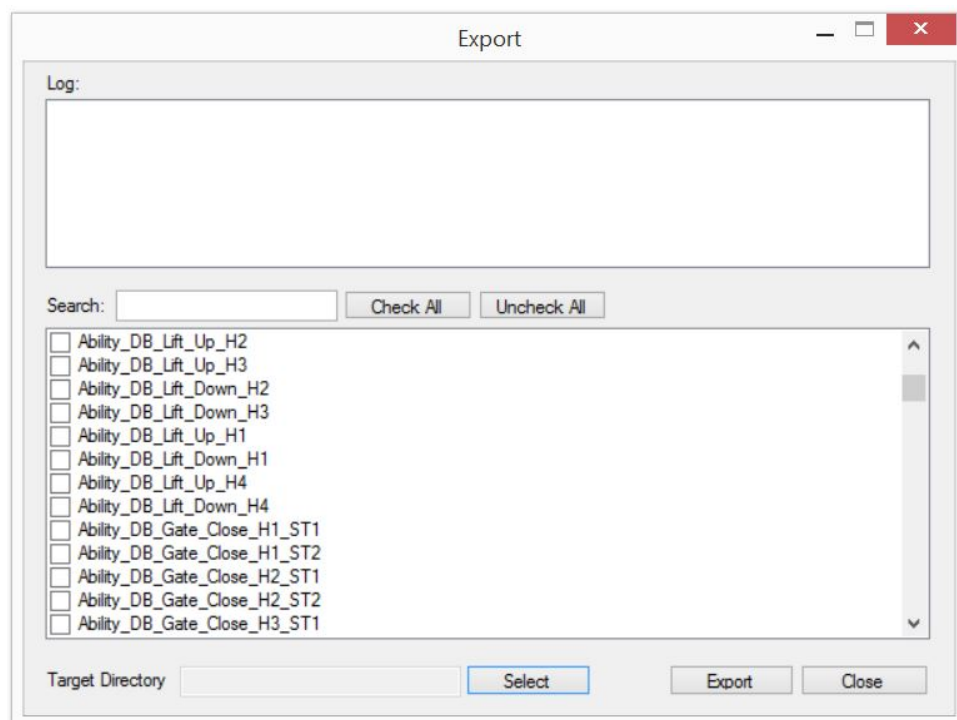 Export
Log:
Search: Check All Uncheck All
Ability_DB_Lift_Up_H2
Ability_DB_Lift_Up_H3
Ability_DB_Lift_Down_H2
Ability_DB_Lift_Down_H3
Ability_DB_Lift_Up_H1
Ability_DB_Lift_Down_H1
Ability_DB_Lift_Up_H4
Ability_DB_Lift_Down_H4
Ability_DB_Gate_Close_H1_ST1
Ability_DB_Gate_Close_H1_ST2
Ability_DB_Gate_Close_H2_ST1
Ability_DB_Gate_Close_H2_ST2
Ability_DB_Gate_Close_H3_ST1
Target Directory Select Export Close